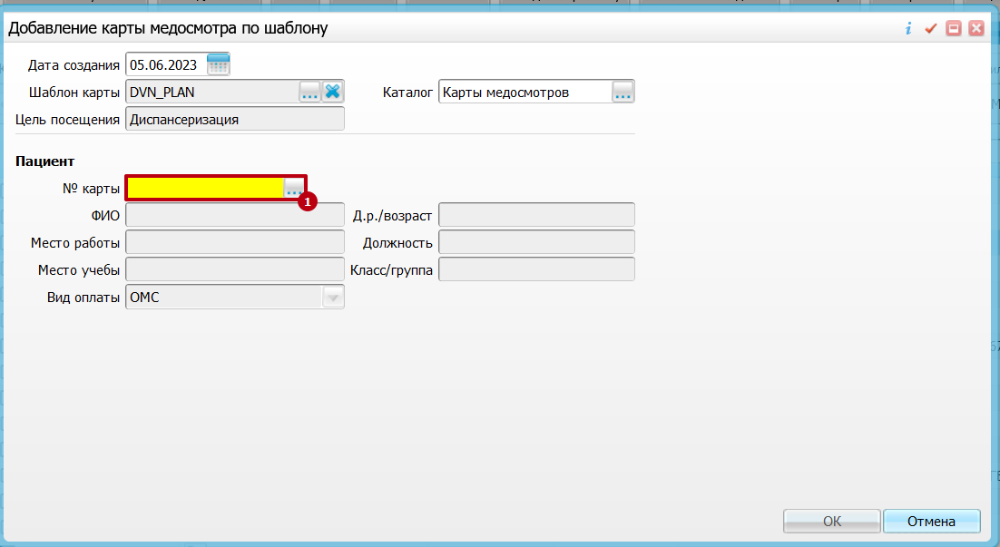 Добавление карты медосмотра по шаблону
Дата создания 05.06.2023
Шаблон карты DVN_PLAN ... Каталог Карты медосмотров ...
Цель посещения Диспансеризация
Пациент
№ карты ...
1
ФИО Д.р./возраст
Место работы Должность
Место учебы Класс/группа
Вид оплаты ОМС
ОК Отмена